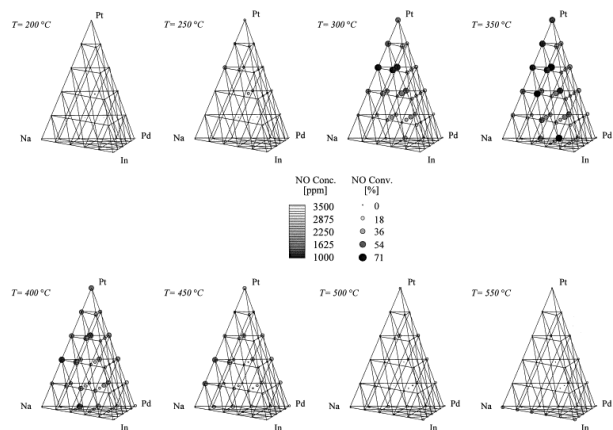 T= 200 °C
Pt
Na
Pd
In
T= 250 °C
Pt
Na
Pd
In
T= 300 °C
Pt
Na
Pd
In
T= 350 °C
Pt
Na
Pd
In
NO Conc.
[ppm]
3500
2875
2250
1625
1000
NO Conv.
[%]
0
18
36
54
71
T= 400 °C
Pt
Na
Pd
In
T= 450 °C
Pt
Na
Pd
In
T= 500 °C
Pt
Na
Pd
In
T= 550 °C
Pt
Na
Pd
In